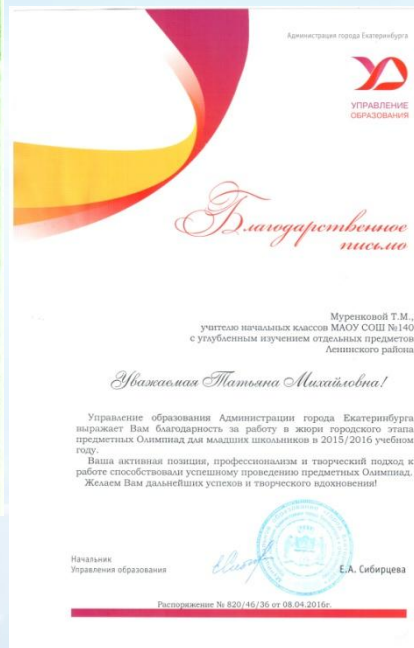 Администрация города Екатеринбурга
УПРАВЛЕНИЕ
ОБРАЗОВАНИЯ
Благодарственное
письмо
Муренковой Т.М.,
учителю начальных классов МАОУ СОШ №140
с углубленным изучением отдельных предметов
Ленинского района
Уважаемая Татьяна Михайловна!
Управление образования Администрации города Екатеринбурга
выражает Вам благодарность за работу в жюри городского этапа
предметных Олимпиад для младших школьников в 2015/2016 учебном
году.
Ваша активная позиция, профессионализм и творческий подход к
работе способствовали успешному проведению предметных Олимпиад.
Желаем Вам дальнейших успехов и творческого вдохновения!
Начальник
Управления образования
Е.А. Сибирцева
Распоряжение № 820/46/36 от 08.04.2016г.